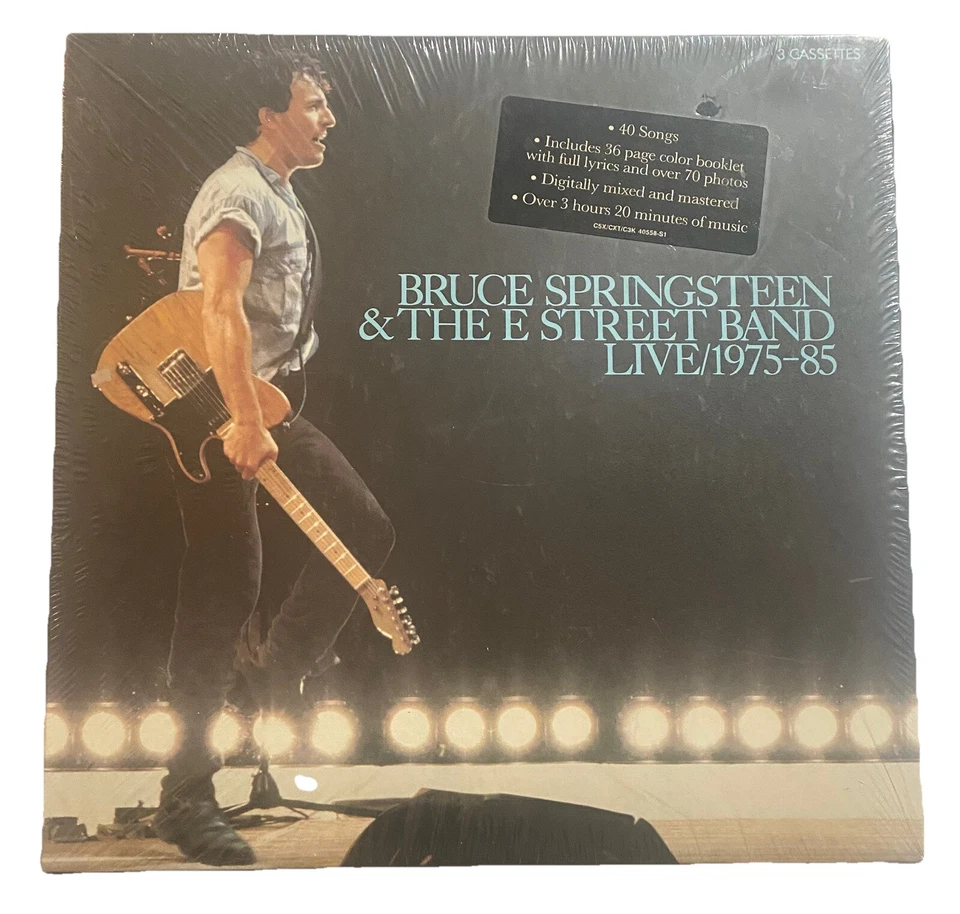 3 CASSETTES
• 40 Songs
• Includes 36 page color booklet
with full lyrics and over 70 photos
• Digitally mixed and mastered
• Over 3 hours 20 minutes of music
C5X/CXT/C3K 40558-S1
BRUCE SPRINGSTEEN
& THE E STREET BAND
LIVE/1975-85